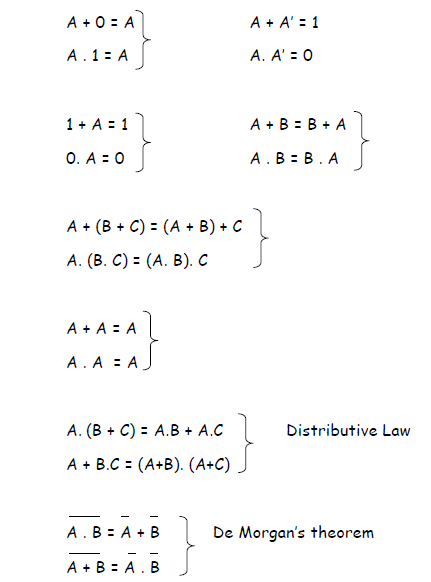 A + 0 = A    A + A' = 1
A . 1 = A    A. A' = 0
1 + A = 1    A + B = B + A
0. A = 0    A . B = B . A
A + (B + C) = (A + B) + C
A. (B. C) = (A. B). C
A + A = A
A . A = A
A. (B + C) = A.B + A.C    Distributive Law
A + B.C = (A+B). (A+C)
A̅ ̅.̅ ̅B̅ = A̅ + B̅    De Morgan's theorem
A̅ ̅+̅ ̅B̅ = A̅ . B̅